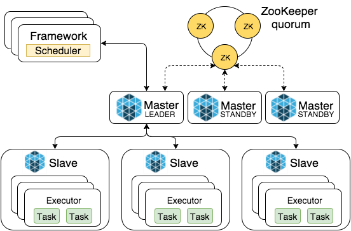 Framework
Scheduler
ZooKeeper
quorum
ZK
ZK
ZK
Master
LEADER
Master
STANDBY
Master
STANDBY
Slave
Executor
Task Task
Slave
Executor
Task Task
Slave
Executor
Task Task